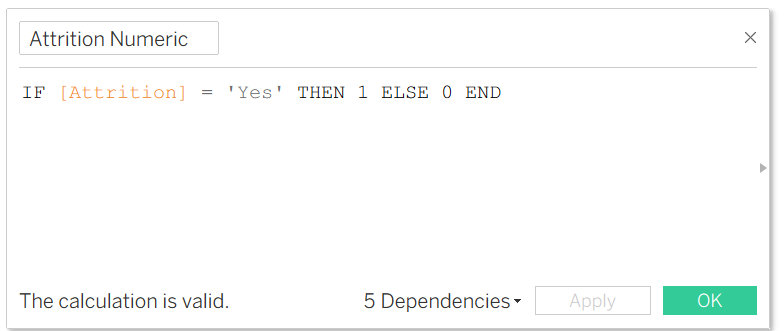 Attrition Numeric
IF [Attrition] = 'Yes' THEN 1 ELSE 0 END
The calculation is valid. 5 Dependencies Apply OK